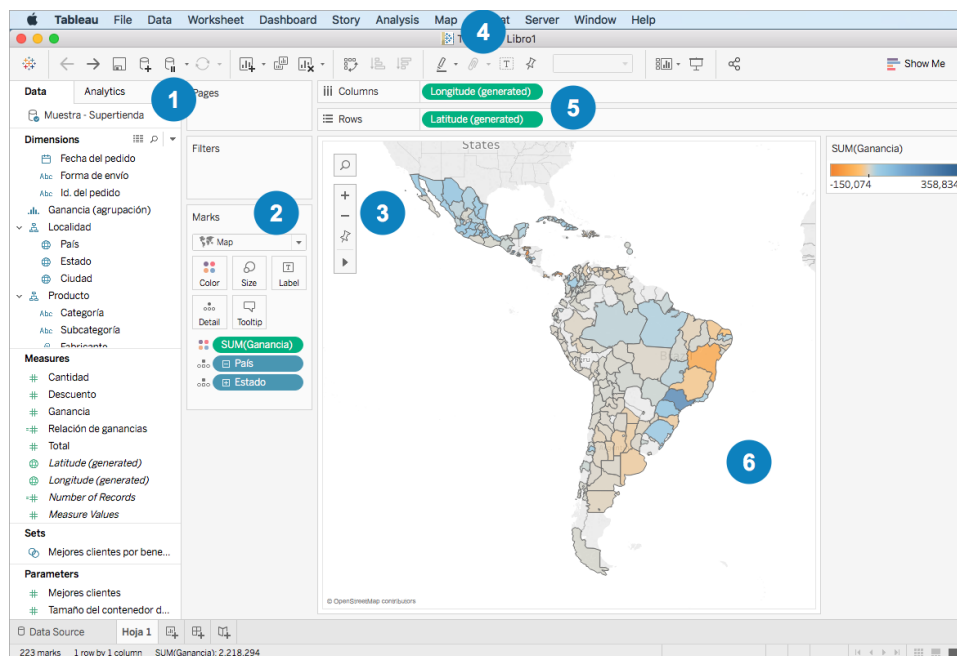 Tableau File Data Worksheet Dashboard Story Analysis Map Server Window Help
4
Libro1
Show Me
Data Analytics
1
Pages
Columns Longitude (generated)
5
Rows Latitude (generated)
Muestra - Supertienda
Dimensions
Abc Forma de envío
Fecha del pedido
Abc Id. del pedido
Ganancia (agrupación)
Localidad
País
Estado
Ciudad
Producto
Abc Categoría
Abc Subcategoría
Fabricante
Measures
Cantidad
Descuento
Ganancia
Relación de ganancias
Total
Latitude (generated)
Longitude (generated)
Number of Records
Measure Values
Sets
Mejores clientes por bene...
Parameters
Mejores clientes
Tamaño del contenedor d...
Filters
Marks
2
Map
Color Size Label
Detail Tooltip
SUM(Ganancia)
País
Estado
States
3
Brazil
6
© OpenStreetMap contributors
SUM(Ganancia)
-150,074 358,834
Data Source Hoja 1
223 marks 1 row by 1 column SUM(Ganancia): 2,218,294